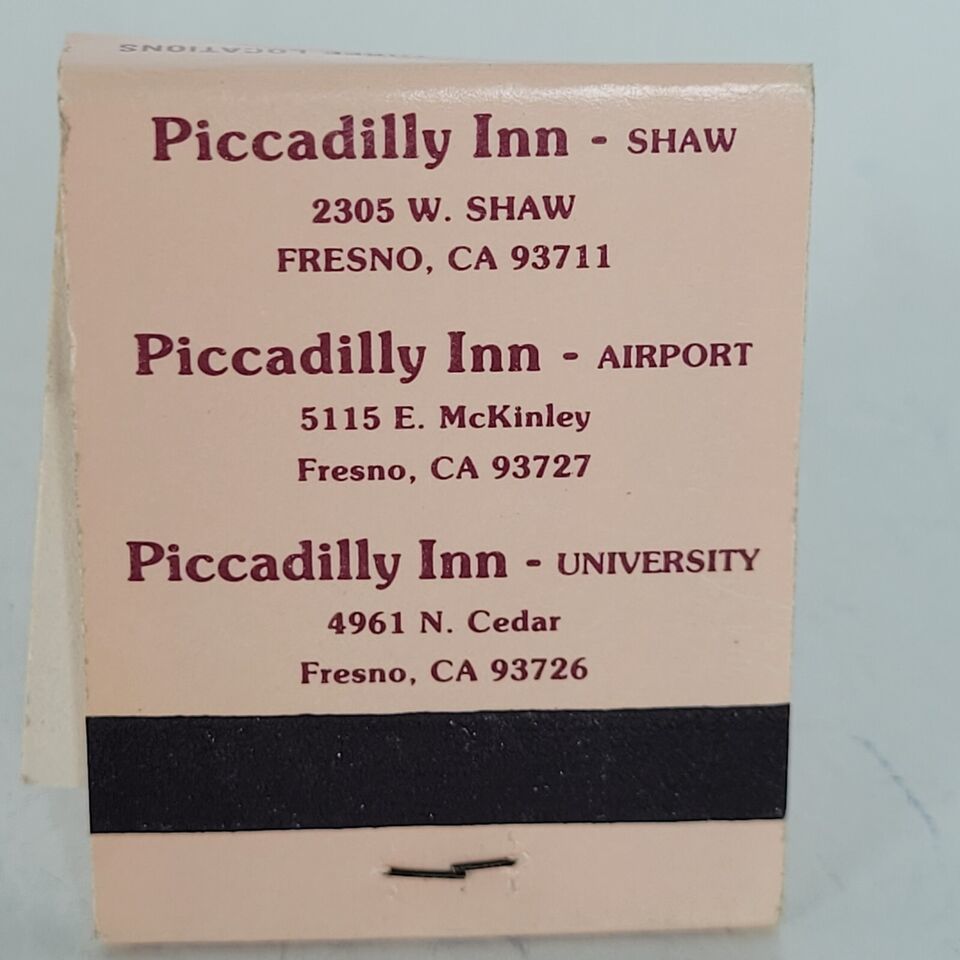 LOCATIONS
Piccadilly Inn - SHAW
2305 W. SHAW
FRESNO, CA 93711
Piccadilly Inn - AIRPORT
5115 E. McKinley
Fresno, CA 93727
Piccadilly Inn - UNIVERSITY
4961 N. Cedar
Fresno, CA 93726